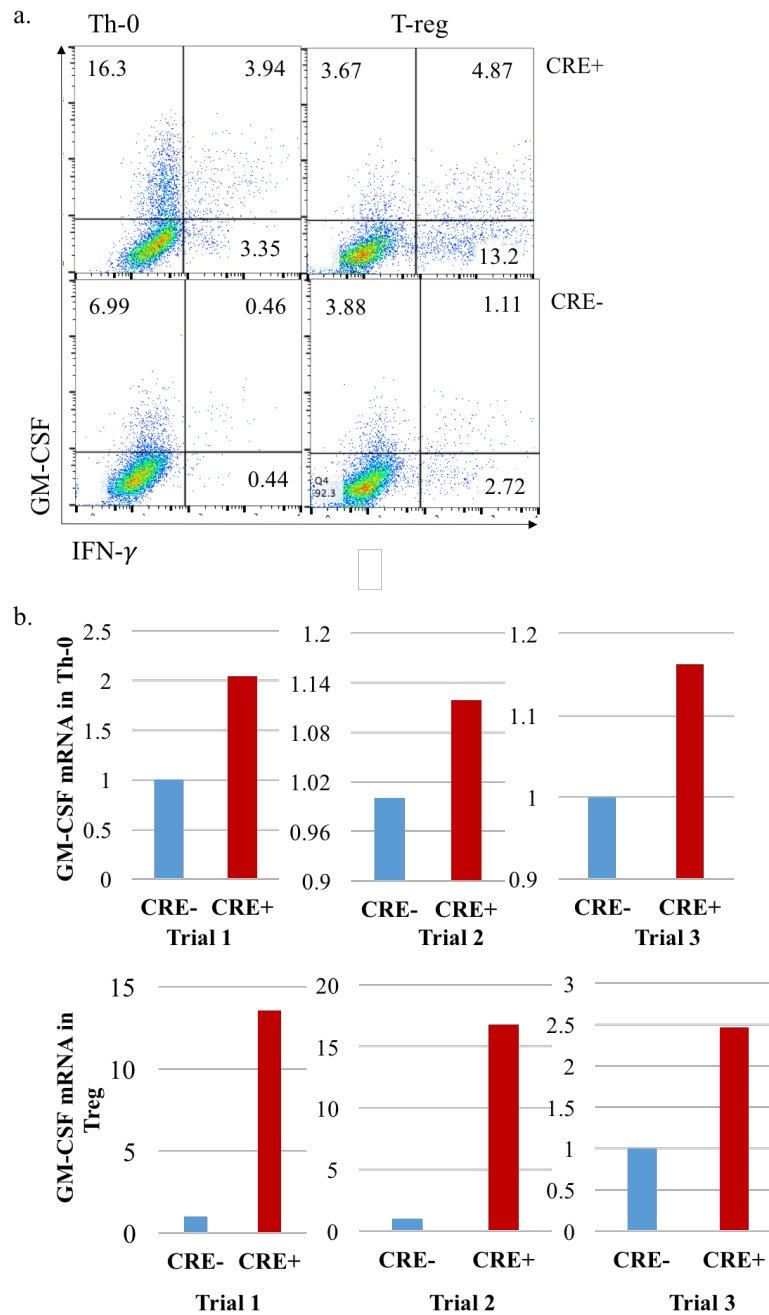 a.
Th-0 T-reg
16.3 3.94 3.67 4.87 CRE+
3.35 13.2
6.99 0.46 3.88 1.11 CRE-
Q4
92.3
0.44 2.72
GM-CSF
IFN-γ
b.
GM-CSF mRNA in Th-0
2.5
2
1.5
1
0.5
0
CRE- CRE+
Trial 1
1.2
1.14
1.08
1.02
0.96
0.9
CRE- CRE+
Trial 2
1.2
1.1
1
0.9
CRE- CRE+
Trial 3
GM-CSF mRNA in
Treg
15
10
5
0
CRE- CRE+
Trial 1
20
15
10
5
0
CRE- CRE+
Trial 2
3
2.5
2
1.5
1
0.5
0
CRE- CRE+
Trial 3